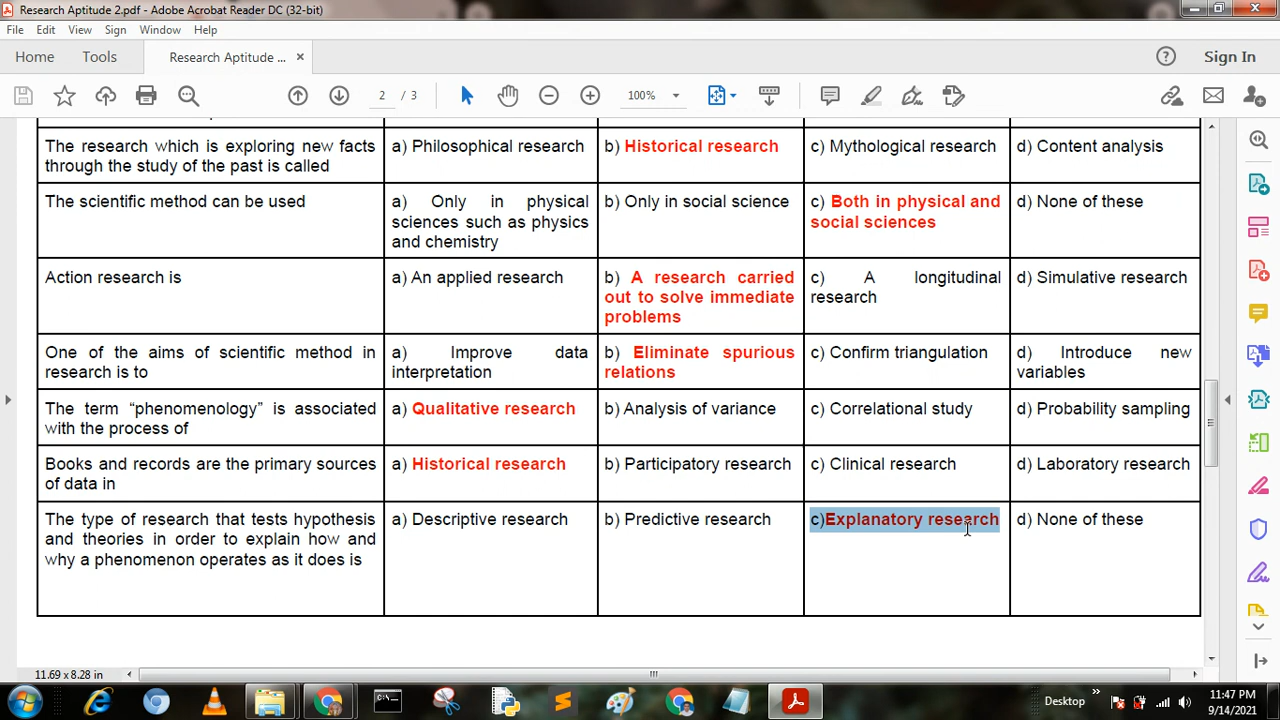 Research Aptitude 2.pdf - Adobe Acrobat Reader DC (32-bit)
File Edit View Sign Window Help
Home Tools Research Aptitude ... × Sign In
2 / 3 100%
The research which is exploring new facts through the study of the past is called
a) Philosophical research
b) Historical research
c) Mythological research
d) Content analysis
The scientific method can be used
a) Only in physical
sciences such as physics
and chemistry
b) Only in social science
c) Both in physical and
social sciences
d) None of these
Action research is
a) An applied research
b) A research carried
out to solve immediate
problems
c) A longitudinal
research
d) Simulative research
One of the aims of scientific method in
research is to
a) Improve data
interpretation
b) Eliminate spurious
relations
c) Confirm triangulation
d) Introduce new
variables
The term “phenomenology” is associated
with the process of
a) Qualitative research
b) Analysis of variance
c) Correlational study
d) Probability sampling
Books and records are the primary sources
of data in
a) Historical research
b) Participatory research
c) Clinical research
d) Laboratory research
The type of research that tests hypothesis
and theories in order to explain how and
why a phenomenon operates as it does is
a) Descriptive research
b) Predictive research
c)Explanatory research
d) None of these
11.69 x 8.28 in
Desktop
11:47 PM
9/14/2021